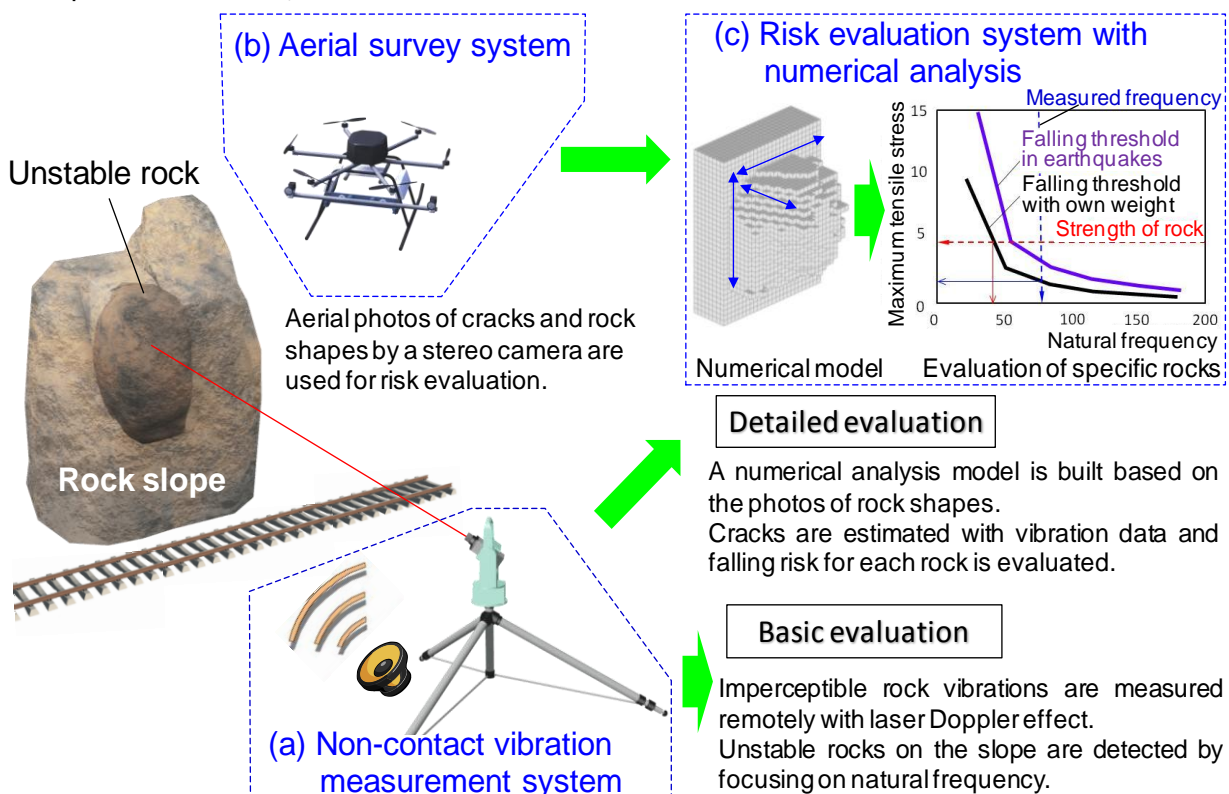 (b) Aerial survey system
(c) Risk evaluation system with
numerical analysis
Unstable rock
Rock slope
Aerial photos of cracks and rock
shapes by a stereo camera are
used for risk evaluation.
Numerical model
Maximum tensile stress
15
10
5
0
0
50
100
150
200
Natural frequency
Measured frequency
Falling threshold
in earthquakes
Falling threshold
with own weight
Strength of rock
Evaluation of specific rocks
Detailed evaluation
A numerical analysis model is built based on
the photos of rock shapes.
Cracks are estimated with vibration data and
falling risk for each rock is evaluated.
Basic evaluation
Imperceptible rock vibrations are measured
remotely with laser Doppler effect.
Unstable rocks on the slope are detected by
focusing on natural frequency.
(a) Non-contact vibration
measurement system